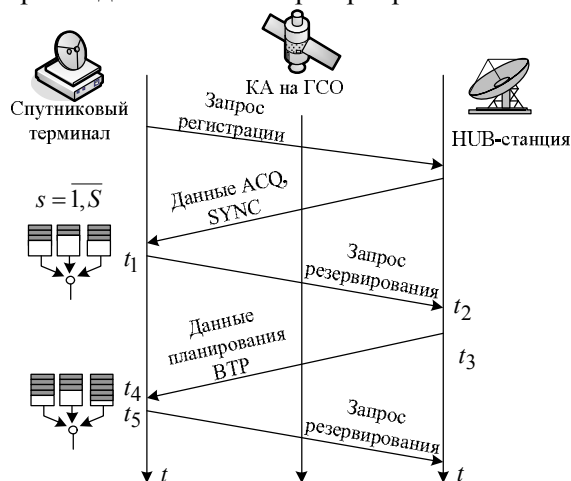 КА на ГСО
Спутниковый
терминал
HUB-станция
Запрос
регистрации
Данные ACQ,
SYNC
s = 1, S
t1
Запрос
резервирования
t2
Данные
планирования
BTP
t3
t4
t5
Запрос
резервирования
t
t